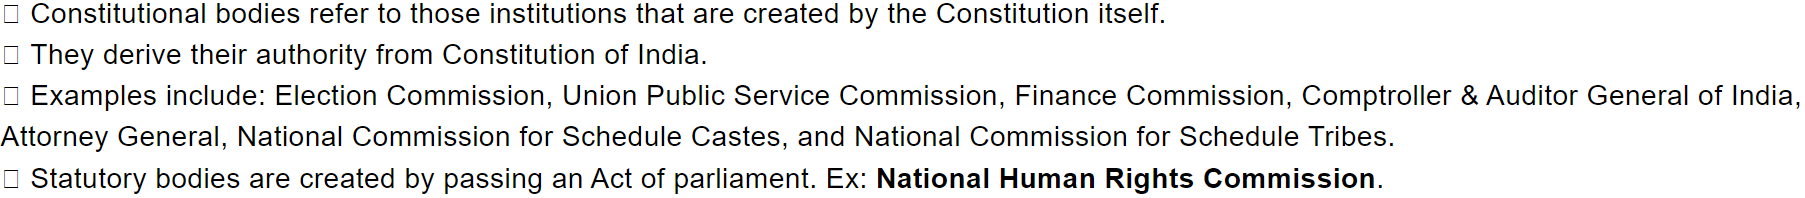 Constitutional bodies refer to those institutions that are created by the Constitution itself.
 They derive their authority from Constitution of India.
 Examples include: Election Commission, Union Public Service Commission, Finance Commission, Comptroller & Auditor General of India,
Attorney General, National Commission for Schedule Castes, and National Commission for Schedule Tribes.
 Statutory bodies are created by passing an Act of parliament. Ex: National Human Rights Commission.